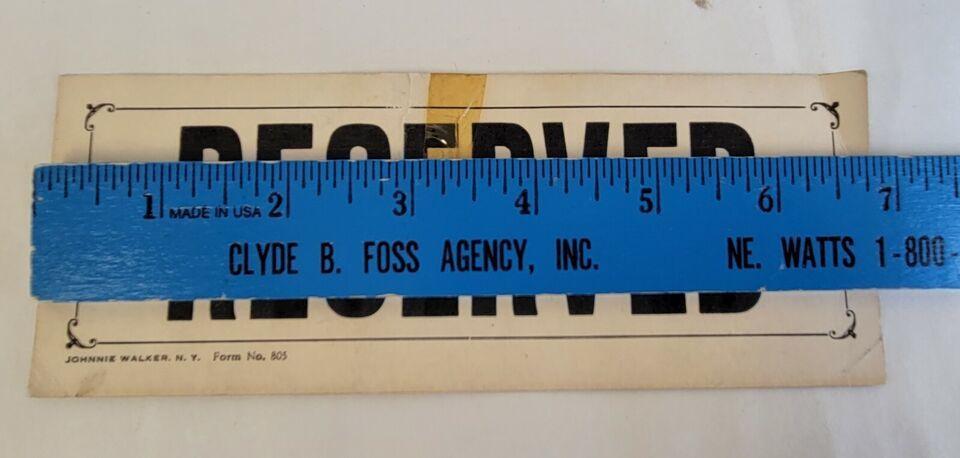 RESERVED
1 MADE IN USA 2 3 4 5 6 7
CLYDE B. FOSS AGENCY, INC. NE. WATTS 1-800-
JOHNNIE WALKER, N. Y. Form No. 805